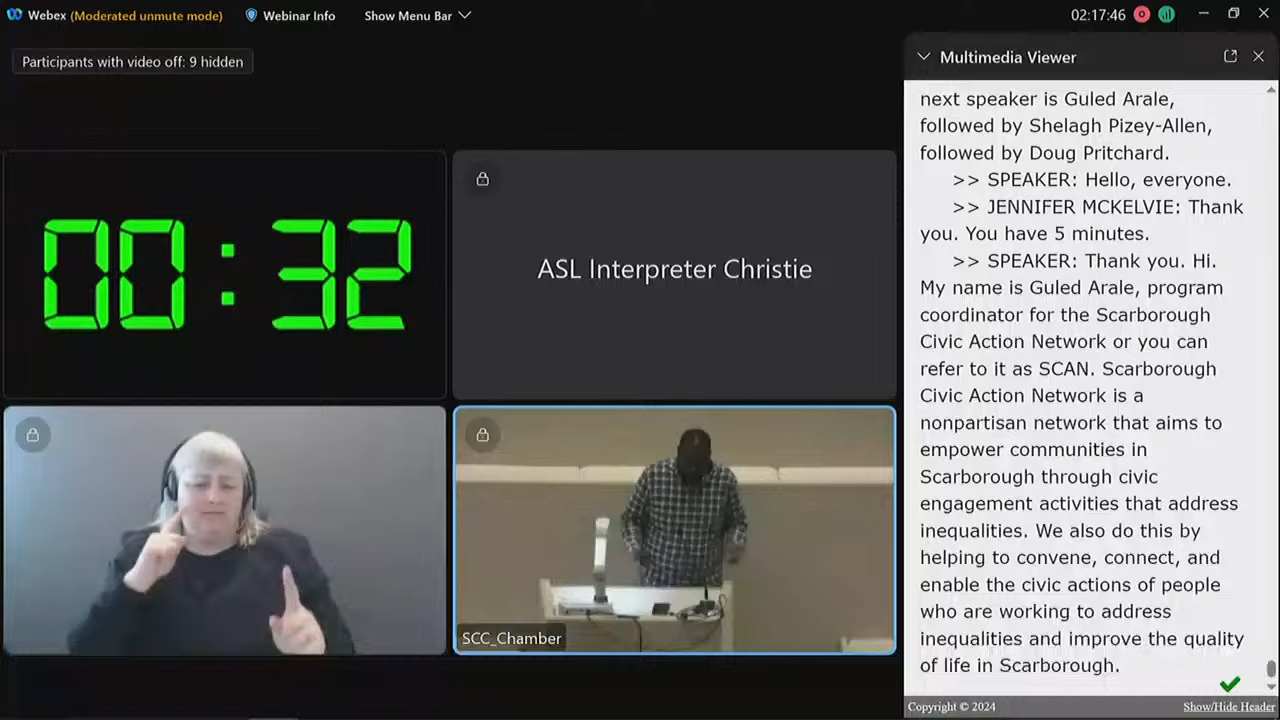 Webex (Moderated unmute mode)
Webinar Info
Show Menu Bar
02:17:46
Participants with video off: 9 hidden
00:32
ASL Interpreter Christie
SCC_Chamber
Multimedia Viewer
next speaker is Guled Arale,
followed by Shelagh Pizey-Allen,
followed by Doug Pritchard.
>> SPEAKER: Hello, everyone.
>> JENNIFER MCKELVIE: Thank
you. You have 5 minutes.
>> SPEAKER: Thank you. Hi.
My name is Guled Arale, program
coordinator for the Scarborough
Civic Action Network or you can
refer to it as SCAN. Scarborough
Civic Action Network is a
nonpartisan network that aims to
empower communities in
Scarborough through civic
engagement activities that address
inequalities. We also do this by
helping to convene, connect, and
enable the civic actions of people
who are working to address
inequalities and improve the quality
of life in Scarborough.
Copyright © 2024
Show/Hide Header